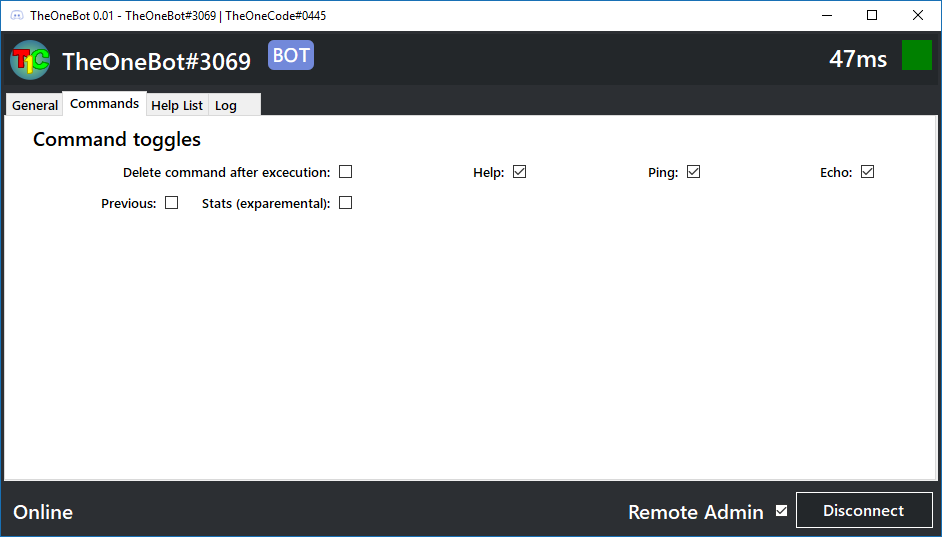 TheOneBot 0.01 - TheOneBot#3069 | TheOneCode#0445
T1C TheOneBot#3069 BOT 47ms
General Commands Help List Log
Command toggles
Delete command after excecution: Help: Ping: Echo:
Previous: Stats (exparemental):
Online Remote Admin Disconnect